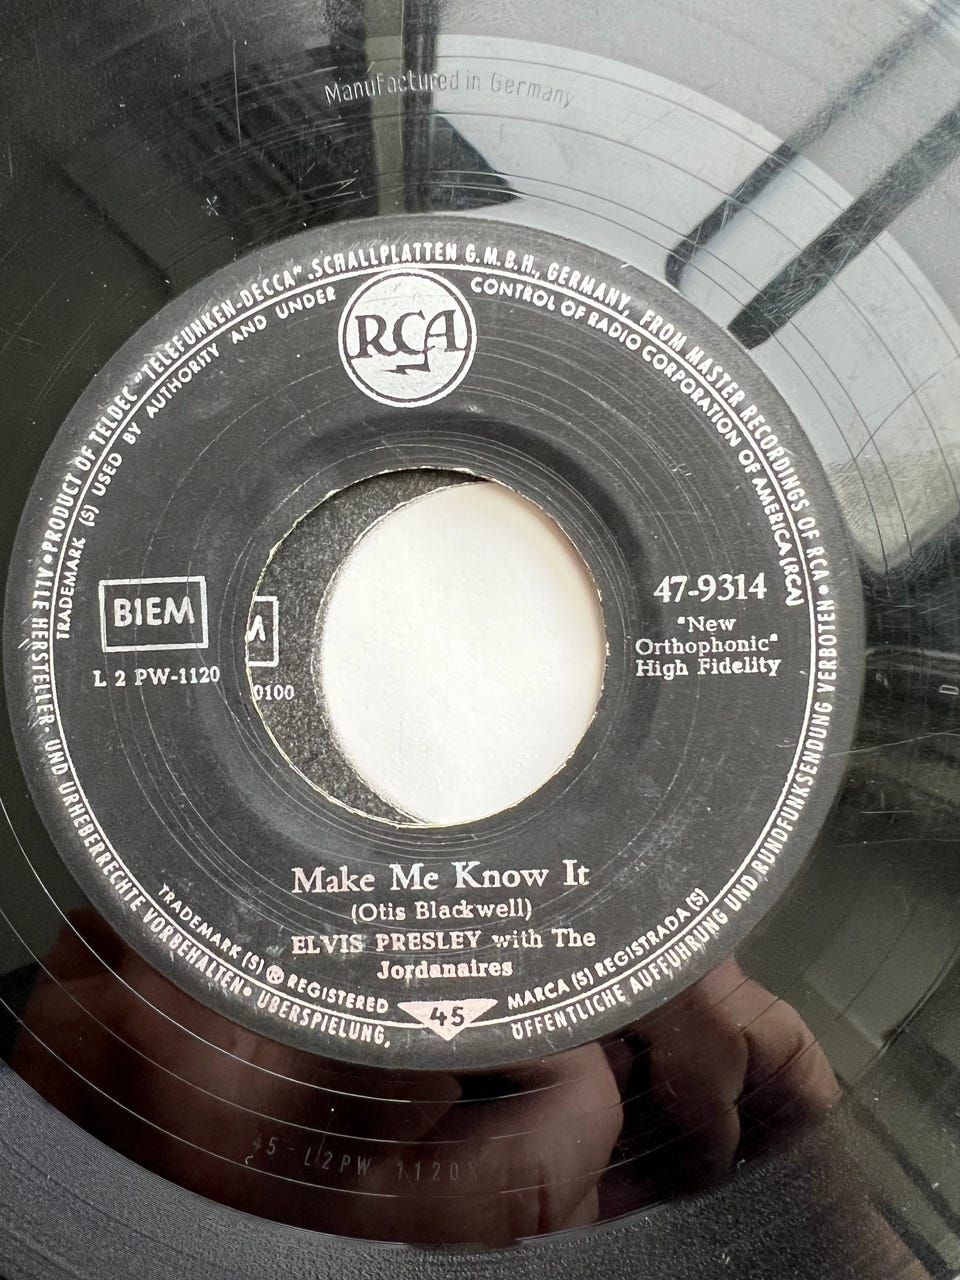 Manufactured in Germany
ALLE HERSTELLER- UND URHEBERRECHTE VORBEHALTEN • ÜBERSPIELUNG,
ÖFFENTLICHE AUFFÜHRUNG UND RUNDFUNKSENDUNG VERBOTEN •
PRODUCT OF TELDEC "TELEFUNKEN-DECCA" SCHALLPLATTEN G.M.B.H., GERMANY, FROM MASTER RECORDINGS OF RCA •
TRADEMARK (S) USED BY AUTHORITY AND UNDER CONTROL OF RADIO CORPORATION OF AMERICA (RCA)
RCA
BIEM
L 2 PW-1120
0100
47-9314
"New
Orthophonic"
High Fidelity
Make Me Know It
(Otis Blackwell)
ELVIS PRESLEY with The
Jordanaires
TRADEMARK (S) ® REGISTERED
45
MARCA (S) REGISTRADA (S)
45 - L2PW 1120